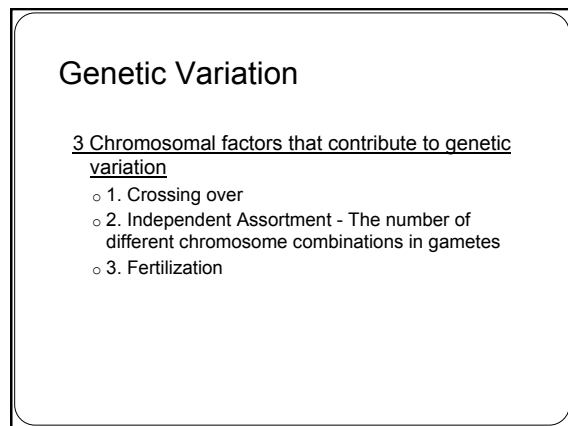 Genetic Variation
3 Chromosomal factors that contribute to genetic
variation
○ 1. Crossing over
○ 2. Independent Assortment - The number of
different chromosome combinations in gametes
○ 3. Fertilization